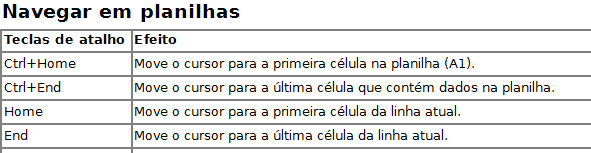 Navegar em planilhas
Teclas de atalho Efeito
Ctrl+Home Move o cursor para a primeira célula na planilha (A1).
Ctrl+End Move o cursor para a última célula que contém dados na planilha.
Home Move o cursor para a primeira célula da linha atual.
End Move o cursor para a última célula da linha atual.